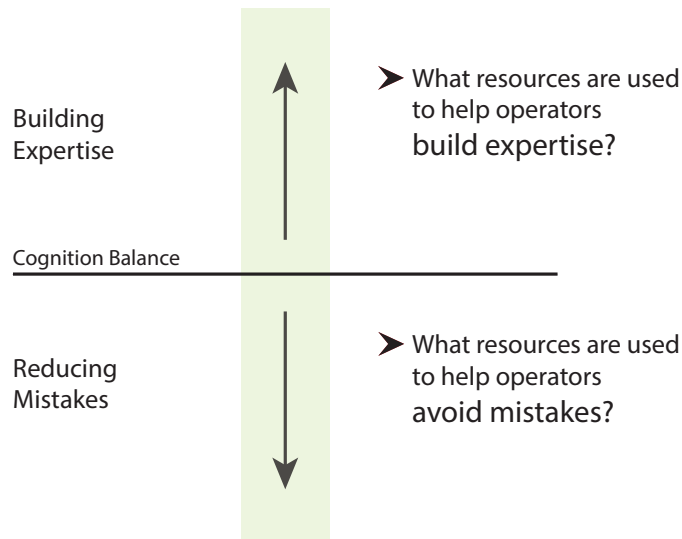 Building
Expertise
What resources are used
to help operators
build expertise?
Cognition Balance
Reducing
Mistakes
What resources are used
to help operators
avoid mistakes?